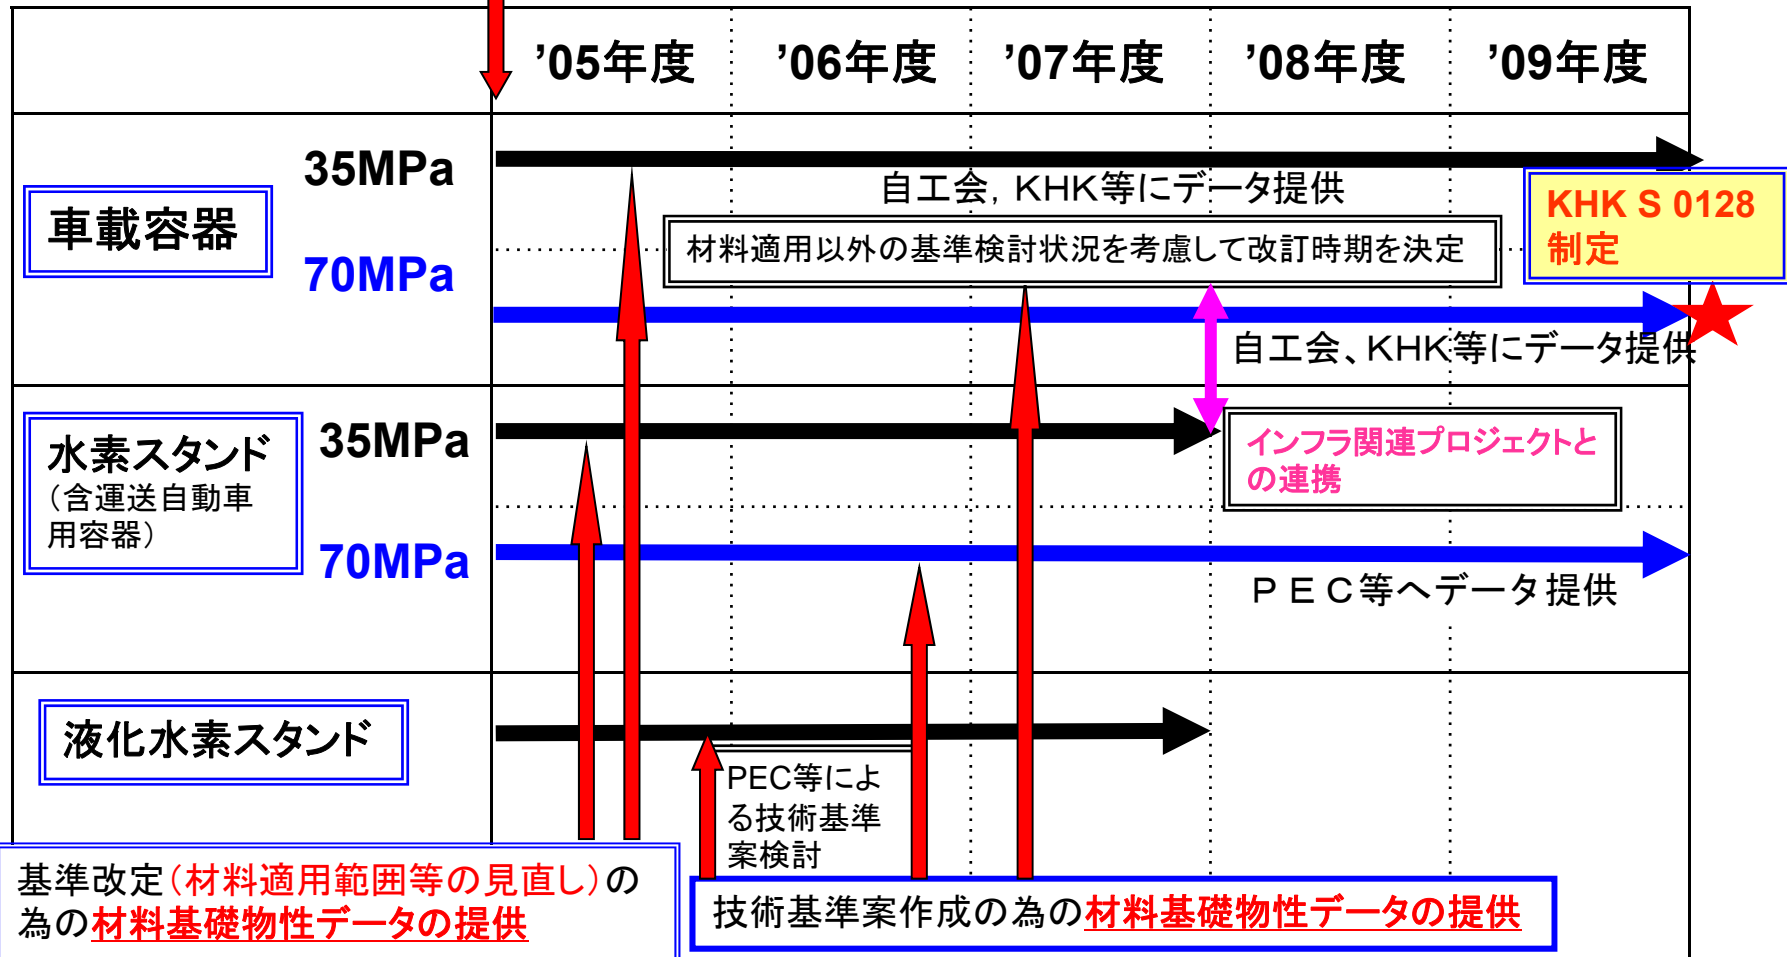 ’05年度
’06年度
’07年度
’08年度
’09年度
車載容器
35MPa
自工会，ＫＨＫ等にデータ提供
KHK S 0128
制定
材料適用以外の基準検討状況を考慮して改訂時期を決定
70MPa
自工会、ＫＨＫ等にデータ提供
水素スタンド
（含運送自動車
用容器）
35MPa
インフラ関連プロジェクトと
の連携
70MPa
ＰＥＣ等へデータ提供
液化水素スタンド
PEC等によ
る技術基準
案検討
基準改定（材料適用範囲等の見直し）の
為の材料基礎物性データの提供
技術基準案作成の為の材料基礎物性データの提供